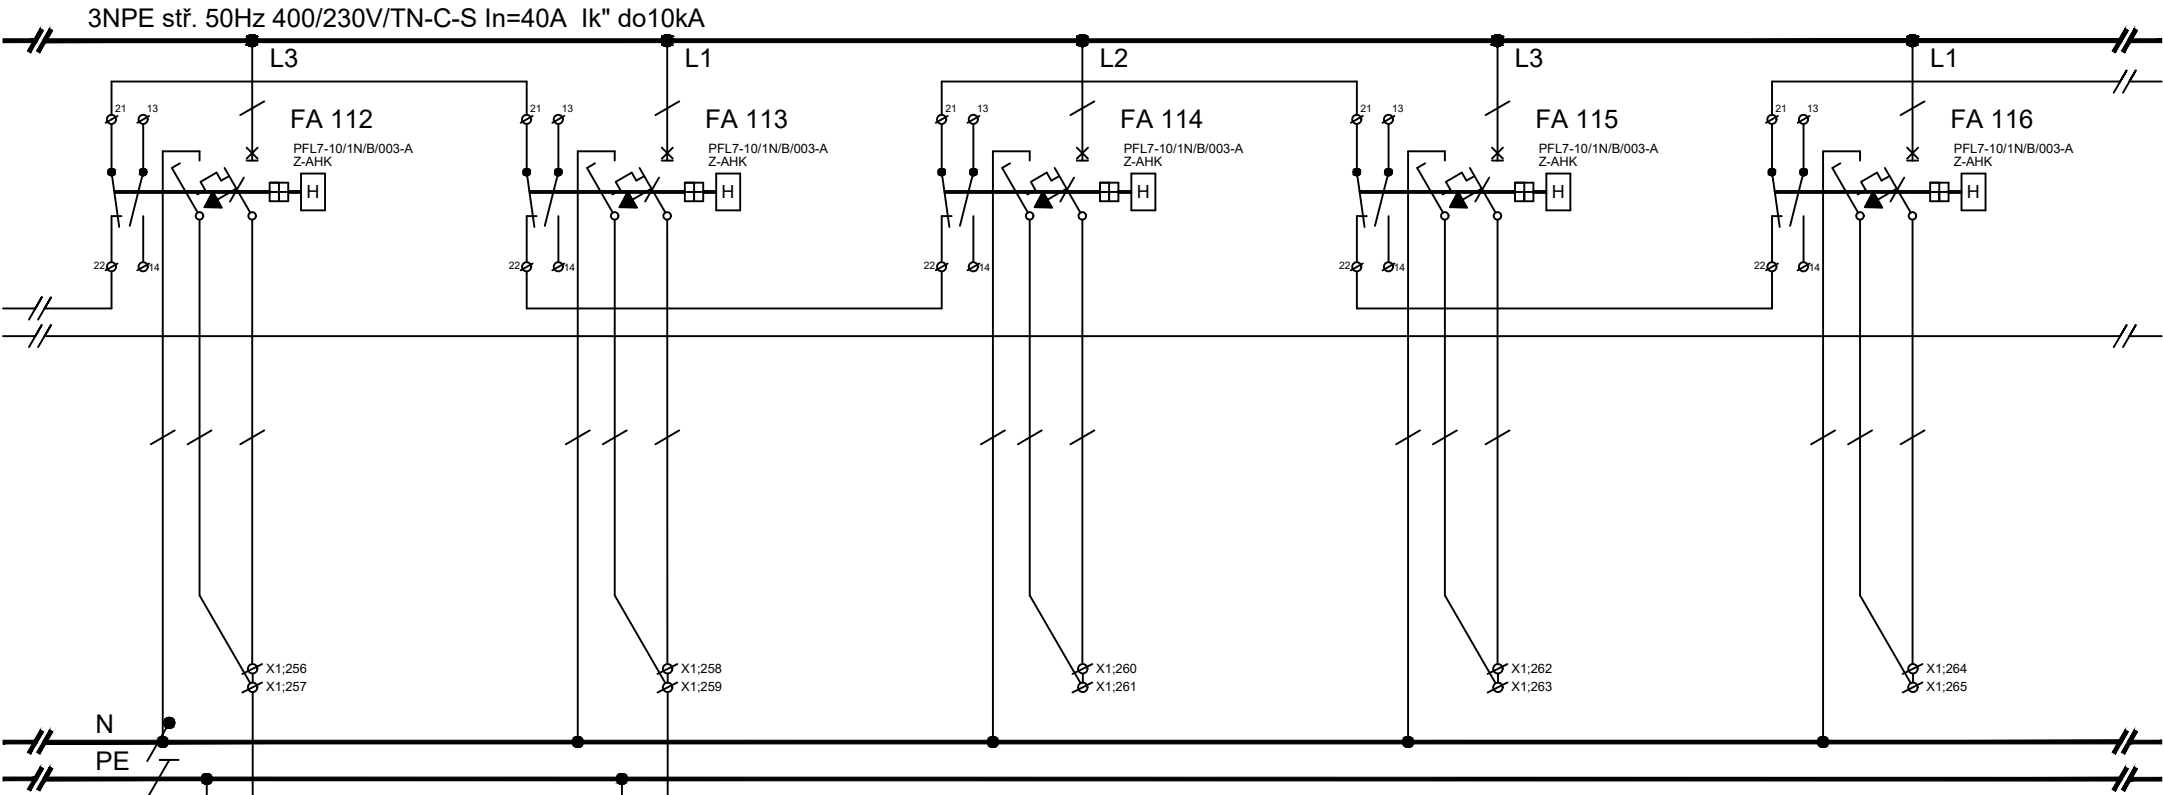 3NPE stř. 50Hz 400/230V/TN-C-S In=40A Ik" do10kA
L3 L1 L2 L3 L1
21 13 21 13 21 13 21 13 21 13
FA 112 FA 113 FA 114 FA 115 FA 116
PFL7-10/1N/B/003-A PFL7-10/1N/B/003-A PFL7-10/1N/B/003-A PFL7-10/1N/B/003-A PFL7-10/1N/B/003-A
Z-AHK Z-AHK Z-AHK Z-AHK Z-AHK
H H H H H
22 14 22 14 22 14 22 14 22 14
X1;256 X1;258 X1;260 X1;262 X1;264
X1;257 X1;259 X1;261 X1;263 X1;265
N
PE